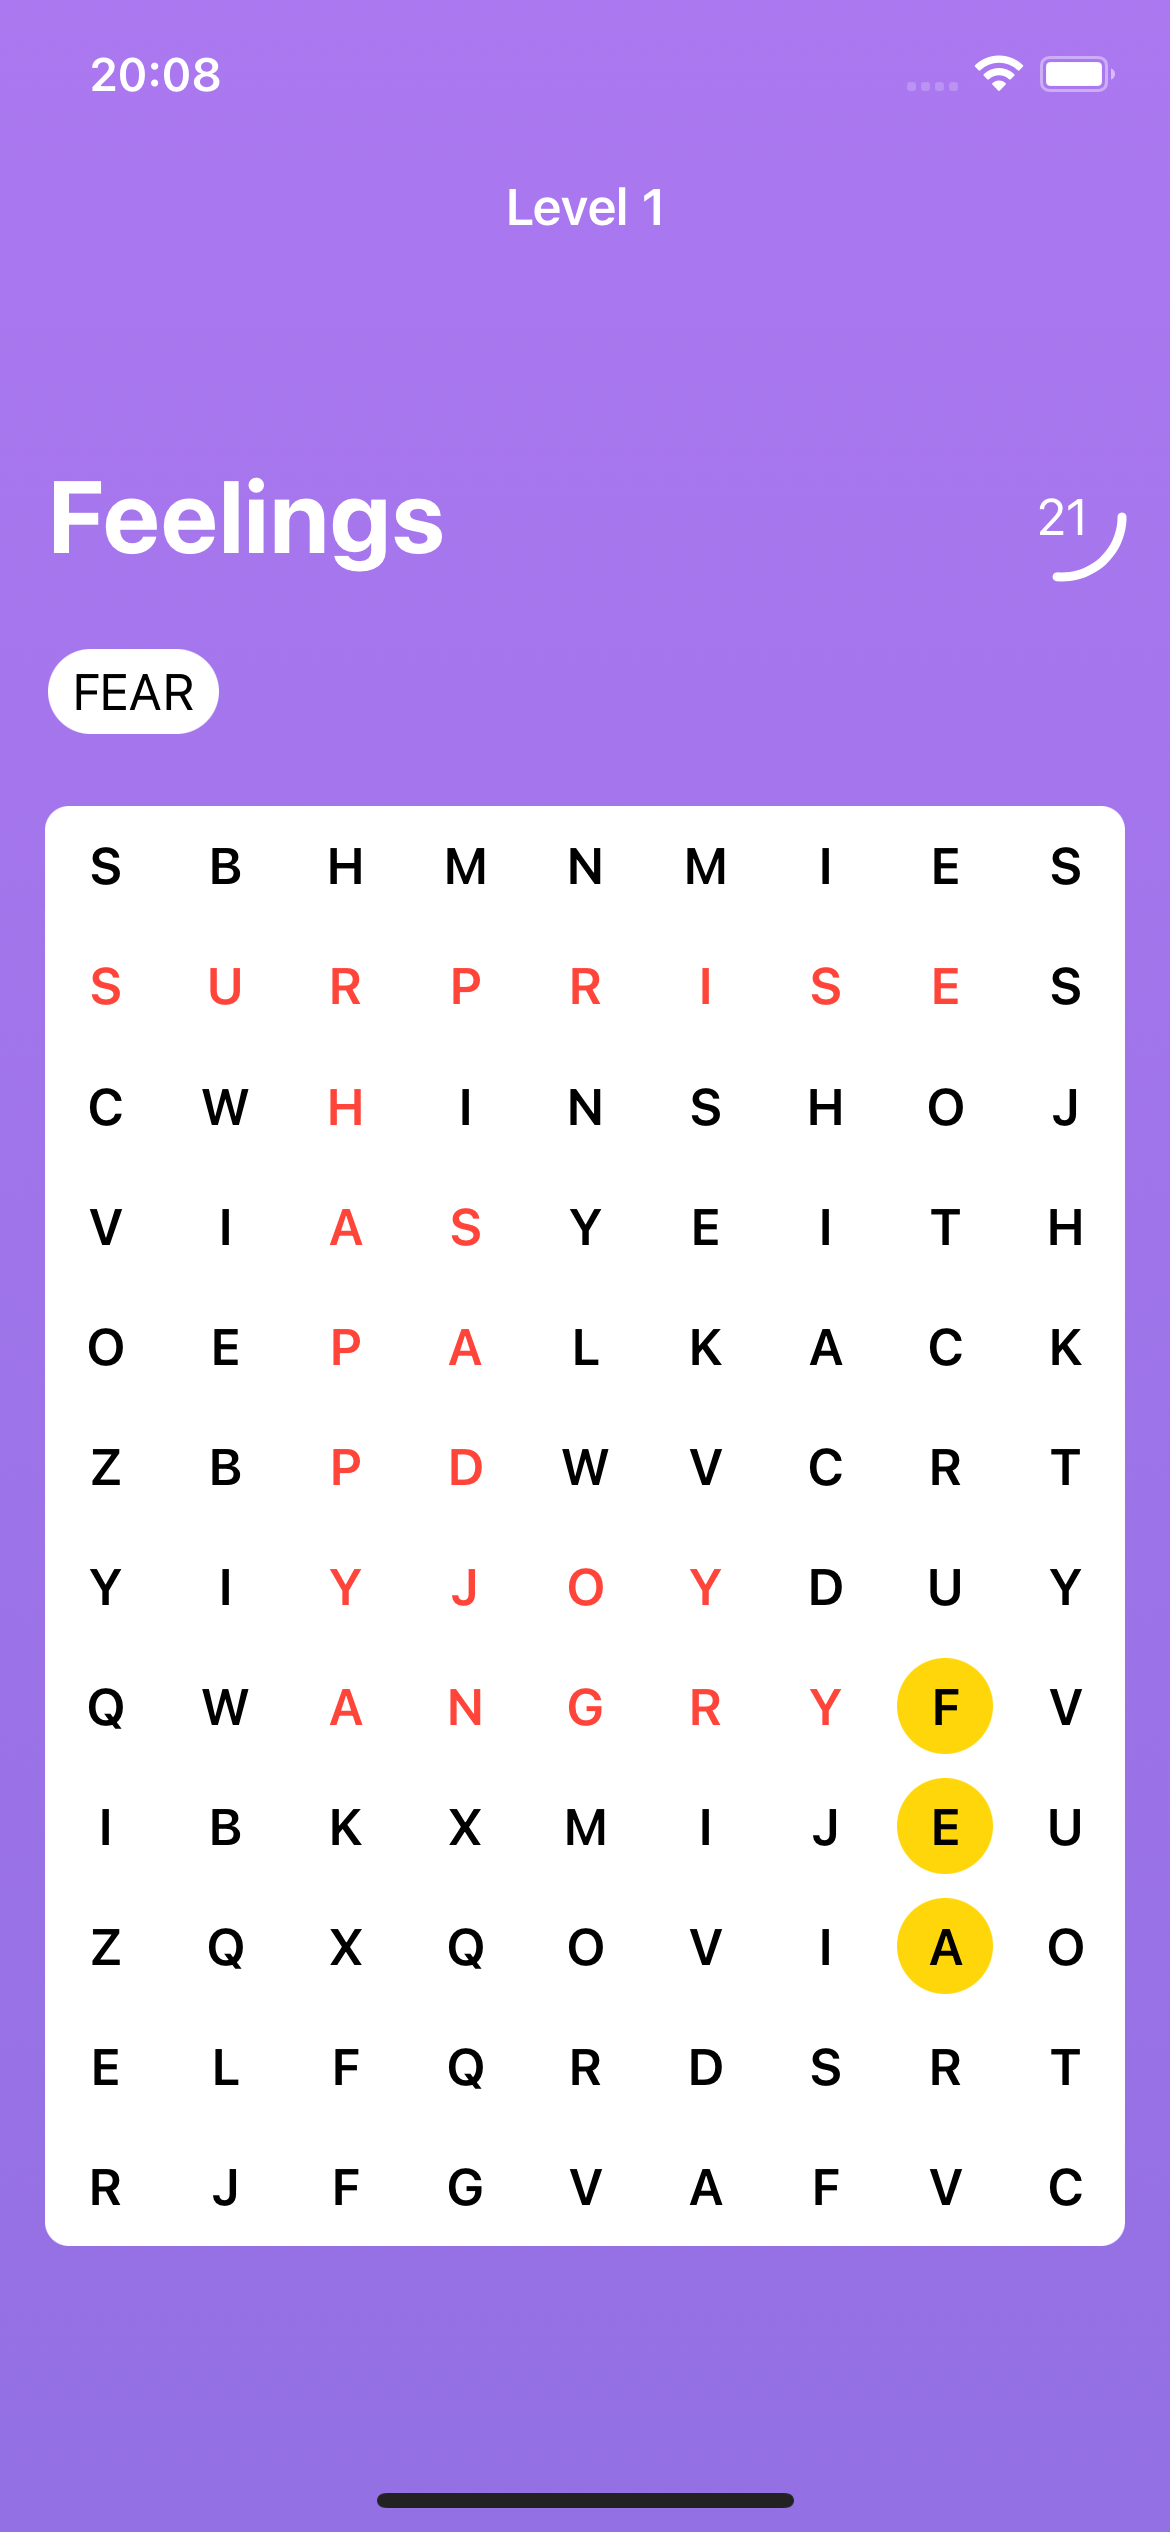 20:08
Level 1
Feelings
21
FEAR
S B H M N M I E S
S U R P R I S E S
C W H I N S H O J
V I A S Y E I T H
O E P A L K A C K
Z B P D W V C R T
Y I Y J O Y D U Y
Q W A N G R Y F V
I B K X M I J E U
Z Q X Q O V I A O
E L F Q R D S R T
R J F G V A F V C